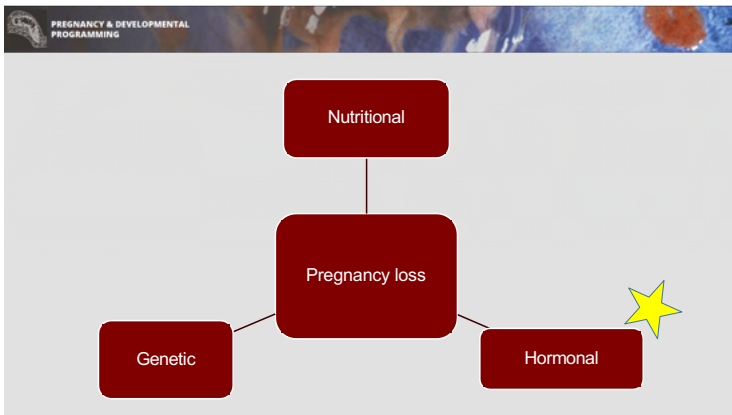 PREGNANCY & DEVELOPMENTAL
PROGRAMMING
Nutritional
Pregnancy loss
Genetic
Hormonal